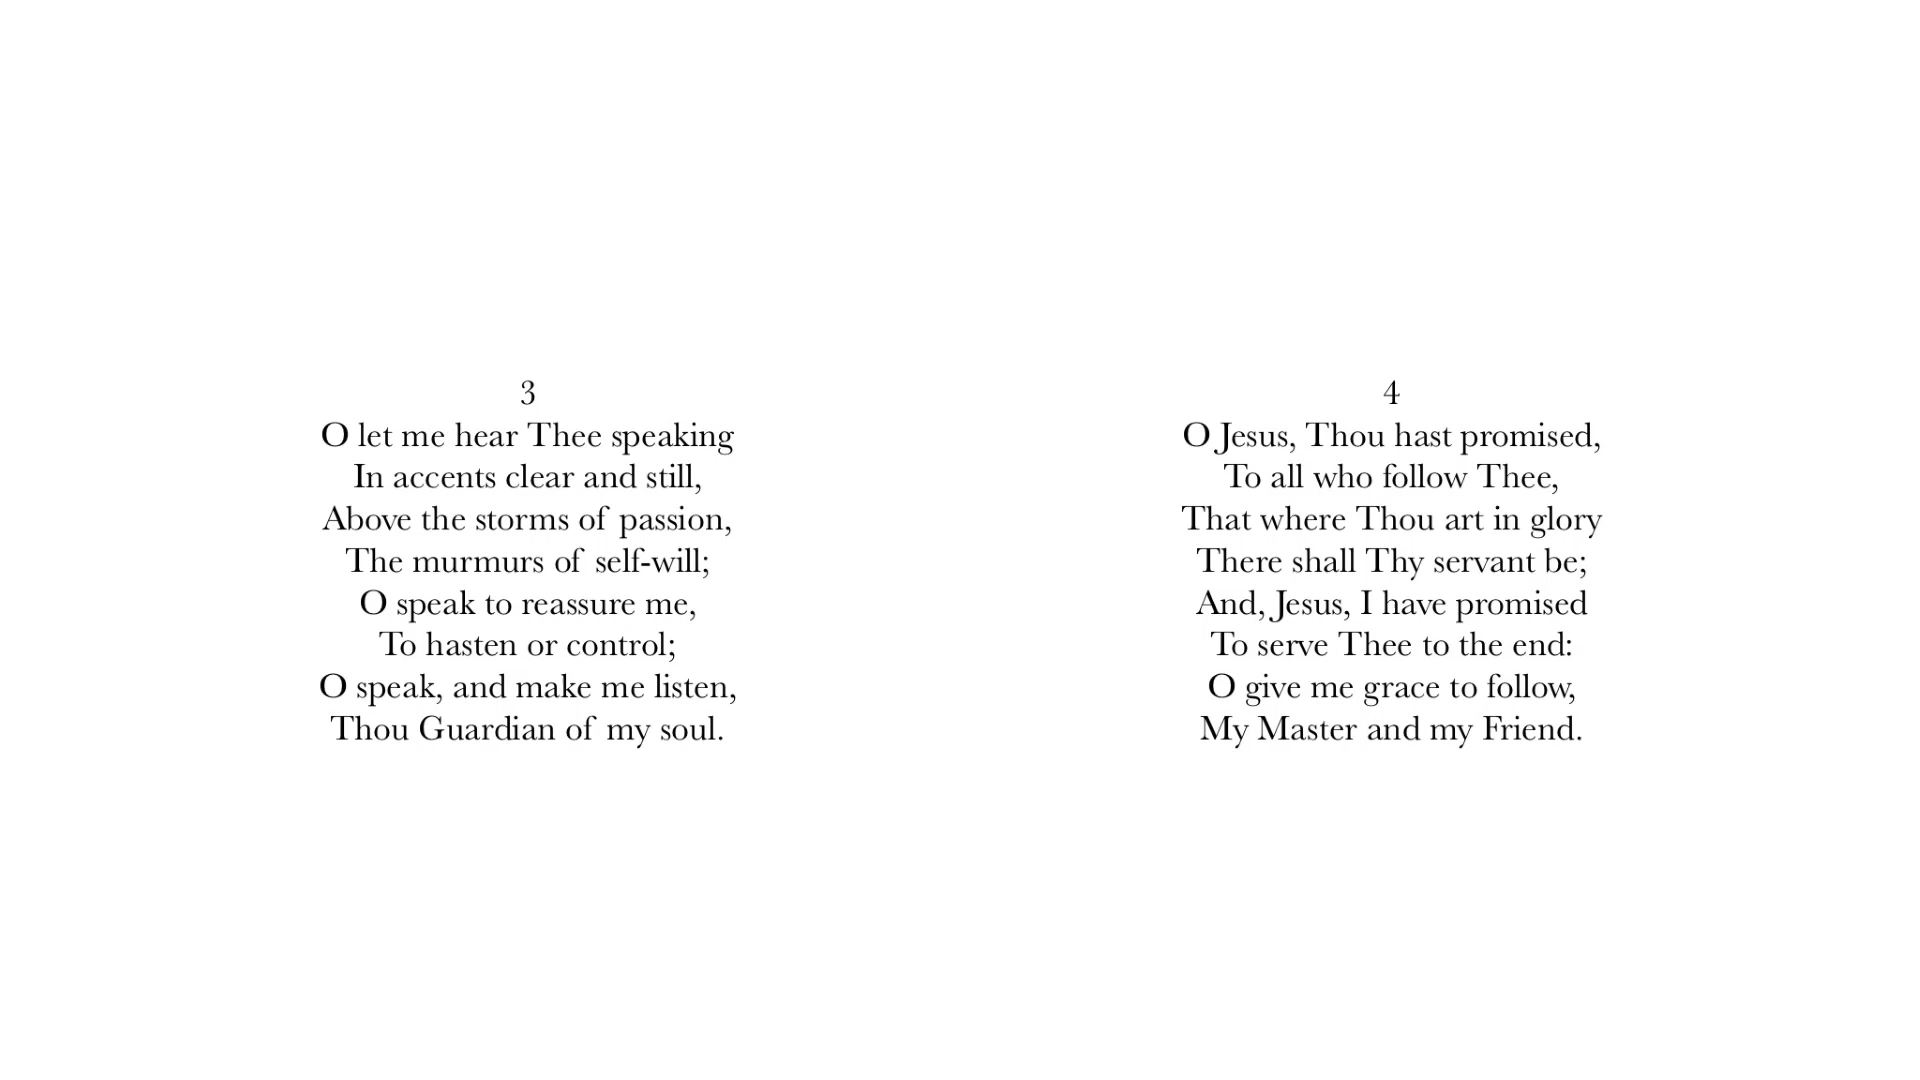 3
O let me hear Thee speaking
In accents clear and still,
Above the storms of passion,
The murmurs of self-will;
O speak to reassure me,
To hasten or control;
O speak, and make me listen,
Thou Guardian of my soul.
4
O Jesus, Thou hast promised,
To all who follow Thee,
That where Thou art in glory
There shall Thy servant be;
And, Jesus, I have promised
To serve Thee to the end:
O give me grace to follow,
My Master and my Friend.